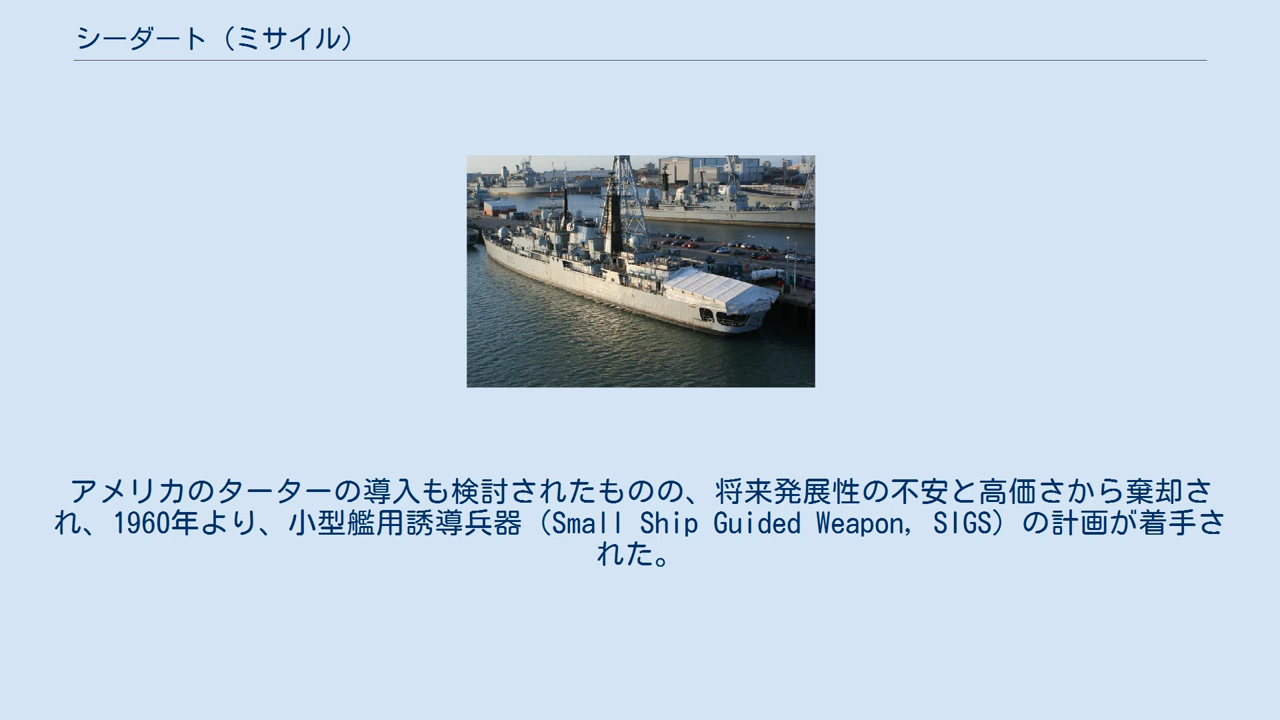 シーダート（ミサイル）
アメリカのターターの導入も検討されたものの、将来発展性の不安と高価さから棄却さ
れ、1960年より、小型艦用誘導兵器（Small Ship Guided Weapon, SIGS）の計画が着手さ
れた。